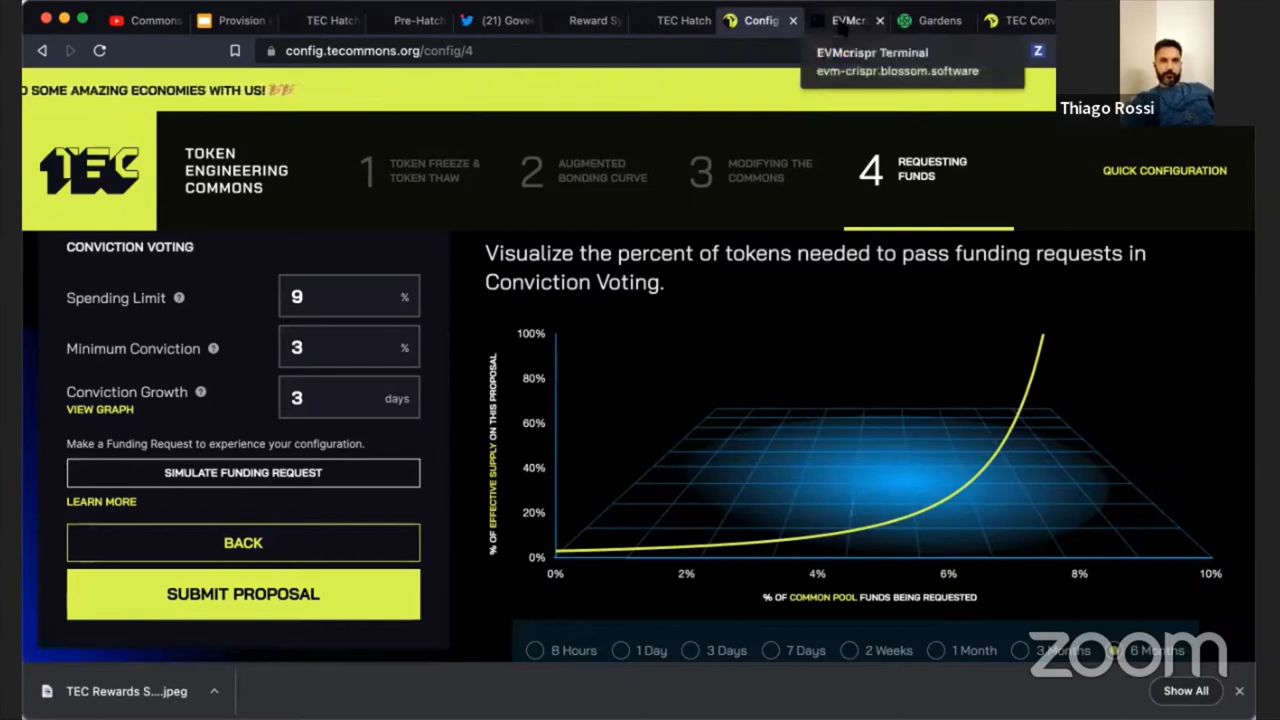 Commons
Provision
TEC Hatch
Pre-Hatch
(21) Gove
Reward Sy
TEC Hatch
Config
EVMcr
Gardens
TEC Con
config.tecommons.org/config/4
EVMcrispr Terminal
evm-crispr.blossom.software
Z
Thiago Rossi
O SOME AMAZING ECONOMIES WITH US!
TEC
TOKEN
ENGINEERING
COMMONS
1
TOKEN FREEZE &
TOKEN THAW
2
AUGMENTED
BONDING CURVE
3
MODIFYING THE
COMMONS
4
REQUESTING
FUNDS
QUICK CONFIGURATION
CONVICTION VOTING
Spending Limit ?
9 %
Minimum Conviction ?
3 %
Conviction Growth ?
VIEW GRAPH
3 days
Make a Funding Request to experience your configuration.
SIMULATE FUNDING REQUEST
LEARN MORE
BACK
SUBMIT PROPOSAL
Visualize the percent of tokens needed to pass funding requests in
Conviction Voting.
% OF EFFECTIVE SUPPLY ON THIS PROPOSAL
100%
80%
60%
40%
20%
0%
0% 2% 4% 6% 8% 10%
% OF COMMON POOL FUNDS BEING REQUESTED
8 Hours 1 Day 3 Days 7 Days 2 Weeks 1 Month 3 Months 6 Months
zoom
TEC Rewards S....jpeg
Show All